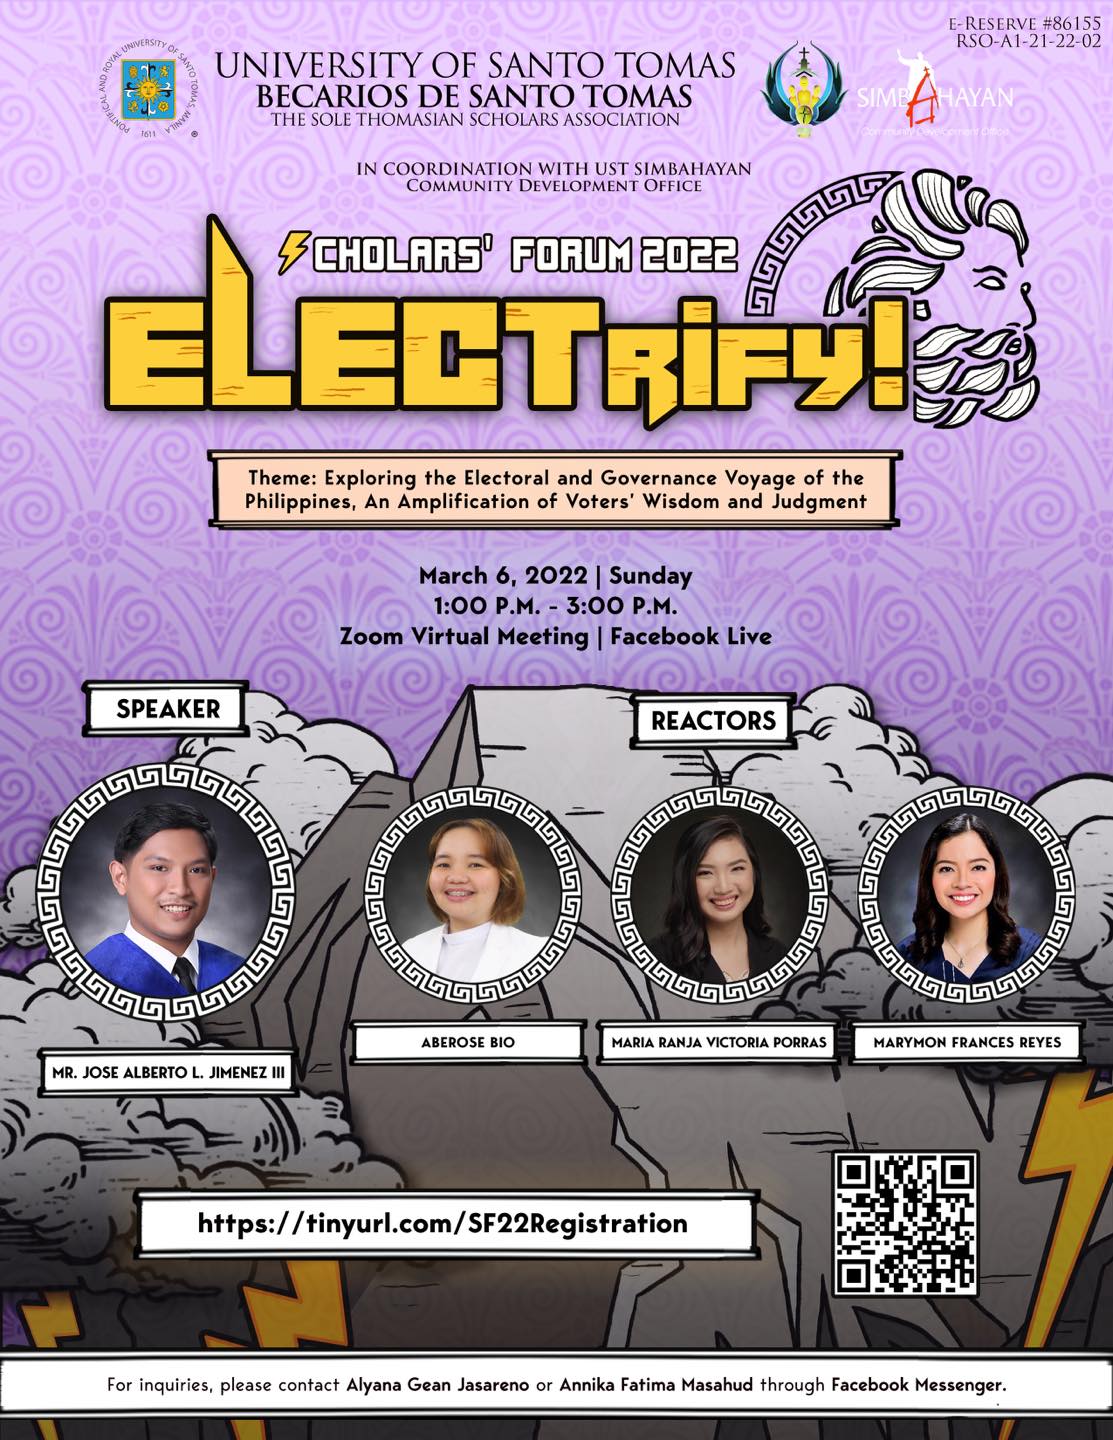 e-Reserve #86155
RSO-A1-21-22-02
PONTIFICAL AND ROYAL UNIVERSITY OF SANTO TOMAS MANILA
1611
UNIVERSITY OF SANTO TOMAS
BECARIOS DE SANTO TOMAS
THE SOLE THOMASIAN SCHOLARS ASSOCIATION
SIMBAHAYAN
Community Development Office
IN COORDINATION WITH UST SIMBAHAYAN
COMMUNITY DEVELOPMENT OFFICE
SCHOLARS' FORUM 2022
ELECTrify!
Theme: Exploring the Electoral and Governance Voyage of the
Philippines, An Amplification of Voters' Wisdom and Judgment
March 6, 2022 | Sunday
1:00 P.M. - 3:00 P.M.
Zoom Virtual Meeting | Facebook Live
SPEAKER
REACTORS
MR. JOSE ALBERTO L. JIMENEZ III
ABEROSE BIO
MARIA RANJA VICTORIA PORRAS
MARYMON FRANCES REYES
https://tinyurl.com/SF22Registration
For inquiries, please contact Alyana Gean Jasareno or Annika Fatima Masahud through Facebook Messenger.